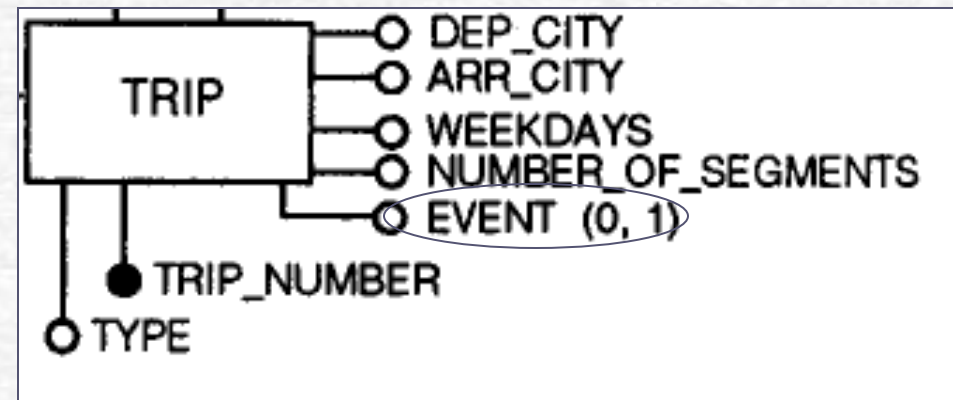 DEP_CITY
TRIP
ARR_CITY
WEEKDAYS
NUMBER_OF_SEGMENTS
EVENT (0, 1)
TRIP_NUMBER
TYPE